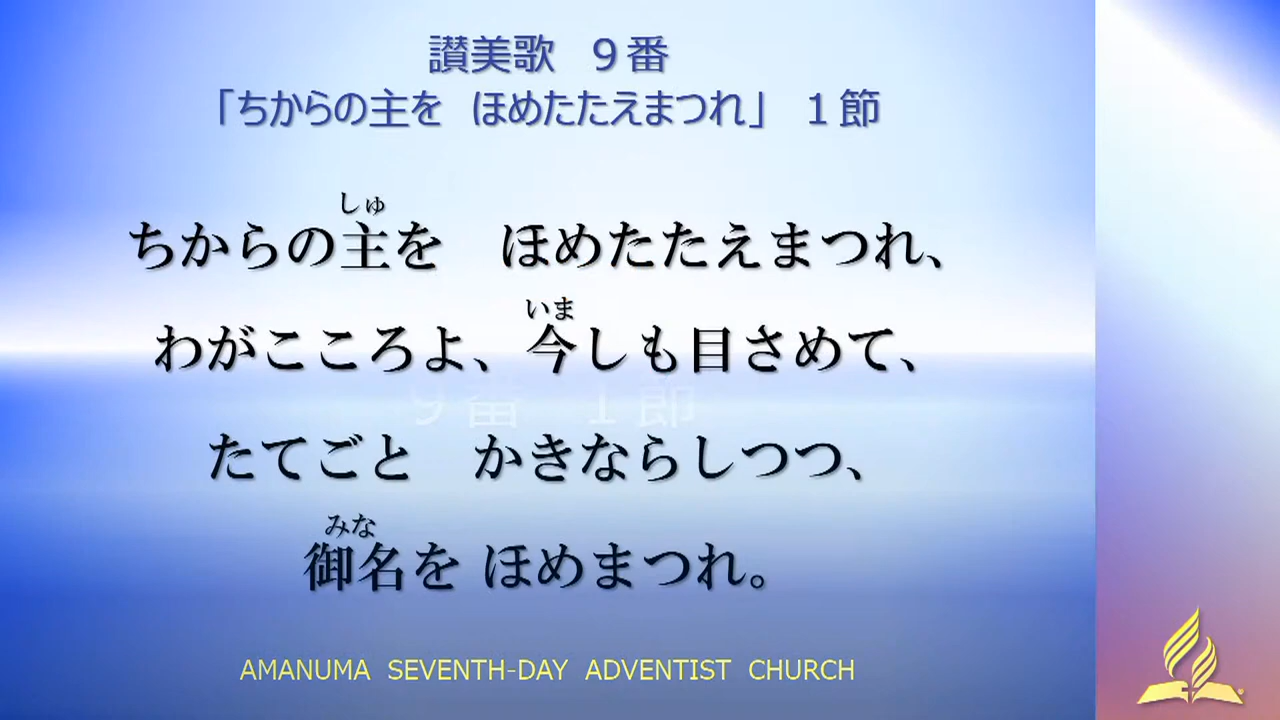 讃美歌　９番
「ちからの主を　ほめたたえまつれ」　１節
しゅ
ちからの主を　ほめたたえまつれ、
いま
わがこころよ、今しも目さめて、
９番　１節
たてごと　かきならしつつ、
みな
御名を ほめまつれ。
AMANUMA SEVENTH-DAY ADVENTIST CHURCH